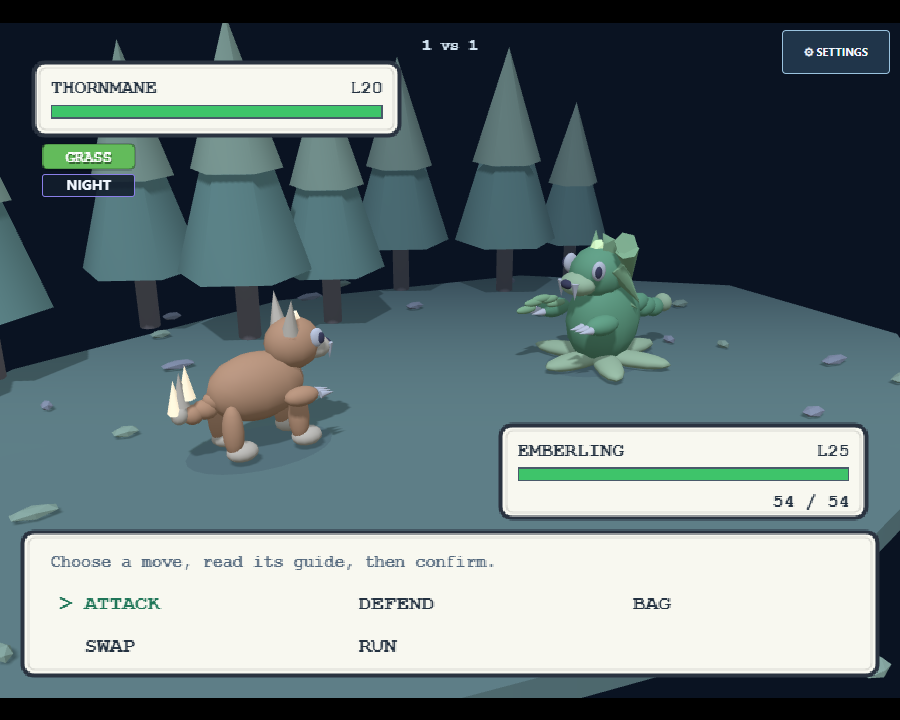 1 vs 1
⚙ SETTINGS
THORNMANE L20
GRASS
NIGHT
EMBERLING L25
54 / 54
Choose a move, read its guide, then confirm.
> ATTACK DEFEND BAG
SWAP RUN